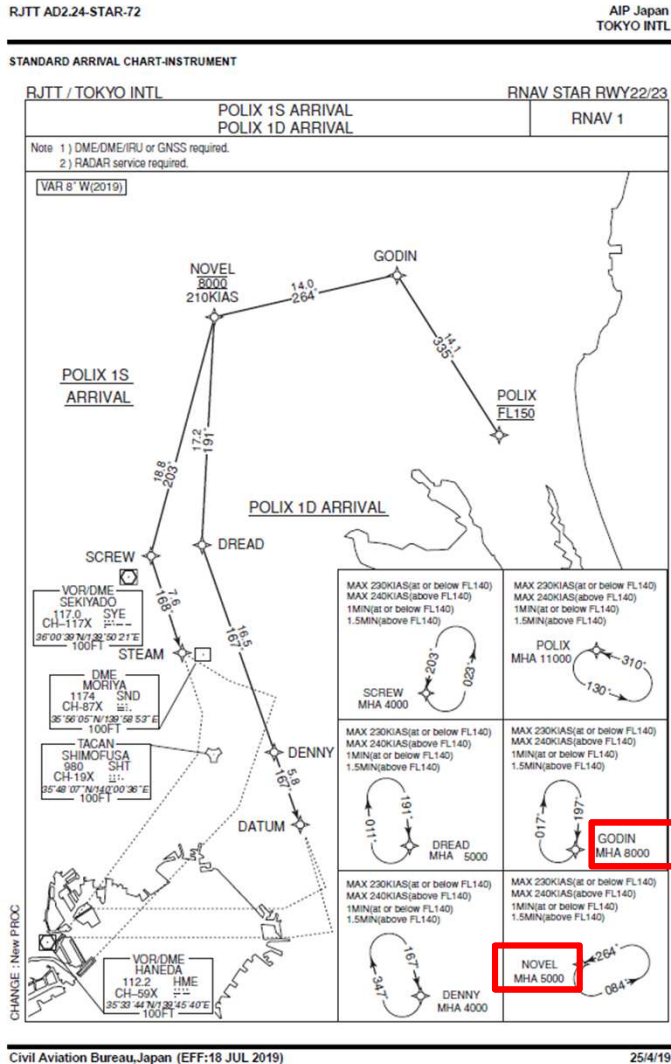 RJTT AD2.24-STAR-72
AIP Japan
TOKYO INTL
STANDARD ARRIVAL CHART-INSTRUMENT
RJTT / TOKYO INTL
RNAV STAR RWY22/23
POLIX 1S ARRIVAL
POLIX 1D ARRIVAL
RNAV 1
Note 1 ) DME/DME/IRU or GNSS required.
2 ) RADAR service required.
VAR 8° W(2019)
GODIN
NOVEL
8000
210KIAS
14.0
264°
14.1
335°
POLIX 1S
ARRIVAL
POLIX
FL150
17.2
191°
18.8
203°
POLIX 1D ARRIVAL
DREAD
SCREW
VOR/DME
SEKIYADO
117.0 SYE
CH-117X
36°00'39"N/139°50'21"E
100FT
7.6
168°
16.5
167°
STEAM
DME
MORIYA
1174 SND
CH-87X
35°56'05"N/139°58'53"E
100FT
TACAN
SHIMOFUSA
980 SHT
CH-19X
35°48'07"N/140°00'36"E
100FT
DENNY
5.8
167°
DATUM
VOR/DME
HANEDA
112.2 HME
CH-59X
35°33'44"N/139°45'40"E
100FT
MAX 230KIAS(at or below FL140)
MAX 240KIAS(above FL140)
1MIN(at or below FL140)
1.5MIN(above FL140)
203°
023°
SCREW
MHA 4000
MAX 230KIAS(at or below FL140)
MAX 240KIAS(above FL140)
1MIN(at or below FL140)
1.5MIN(above FL140)
POLIX
MHA 11000
310°
130°
MAX 230KIAS(at or below FL140)
MAX 240KIAS(above FL140)
1MIN(at or below FL140)
1.5MIN(above FL140)
191°
011°
DREAD
MHA 5000
MAX 230KIAS(at or below FL140)
MAX 240KIAS(above FL140)
1MIN(at or below FL140)
1.5MIN(above FL140)
017°
197°
GODIN
MHA 8000
MAX 230KIAS(at or below FL140)
MAX 240KIAS(above FL140)
1MIN(at or below FL140)
1.5MIN(above FL140)
167°
347°
DENNY
MHA 4000
MAX 230KIAS(at or below FL140)
MAX 240KIAS(above FL140)
1MIN(at or below FL140)
1.5MIN(above FL140)
NOVEL
MHA 5000
264°
084°
CHANGE : New PROC
Civil Aviation Bureau,Japan (EFF:18 JUL 2019)
25/4/19